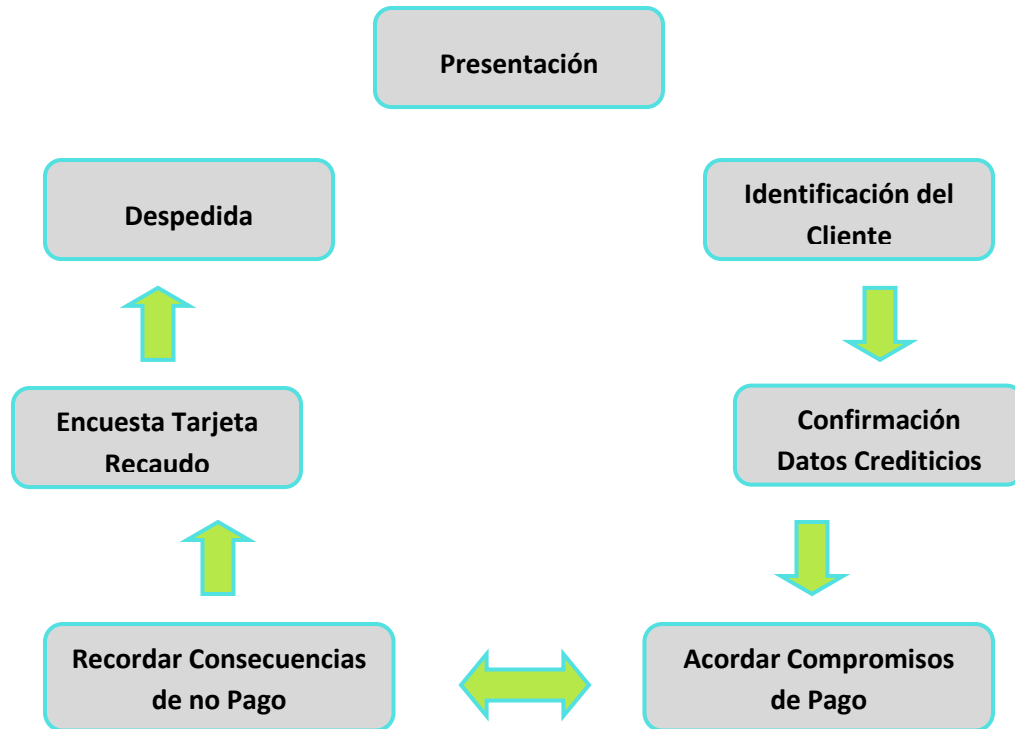 Presentación
Despedida
Identificación del
Cliente
Encuesta Tarjeta
Recaudo
Confirmación
Datos Crediticios
Recordar Consecuencias
de no Pago
Acordar Compromisos
de Pago